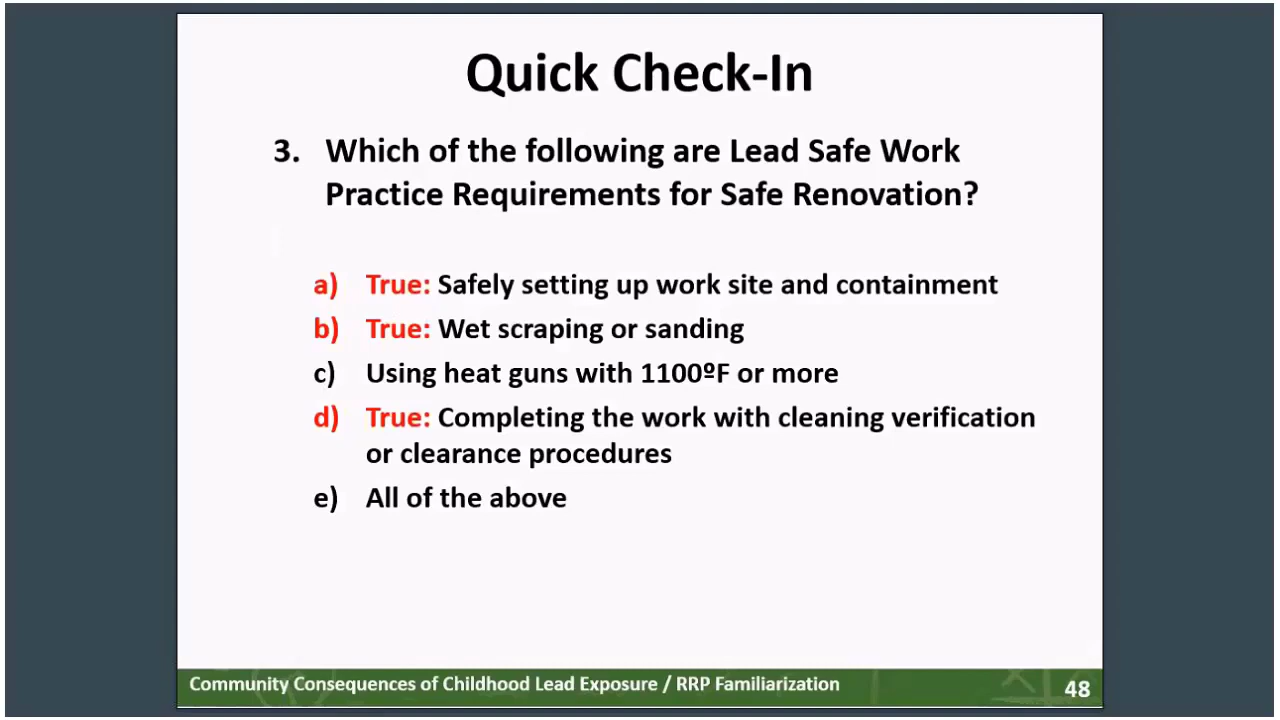 Quick Check-In
3. Which of the following are Lead Safe Work
Practice Requirements for Safe Renovation?
a) True: Safely setting up work site and containment
b) True: Wet scraping or sanding
c) Using heat guns with 1100ºF or more
d) True: Completing the work with cleaning verification
or clearance procedures
e) All of the above
Community Consequences of Childhood Lead Exposure / RRP Familiarization
48